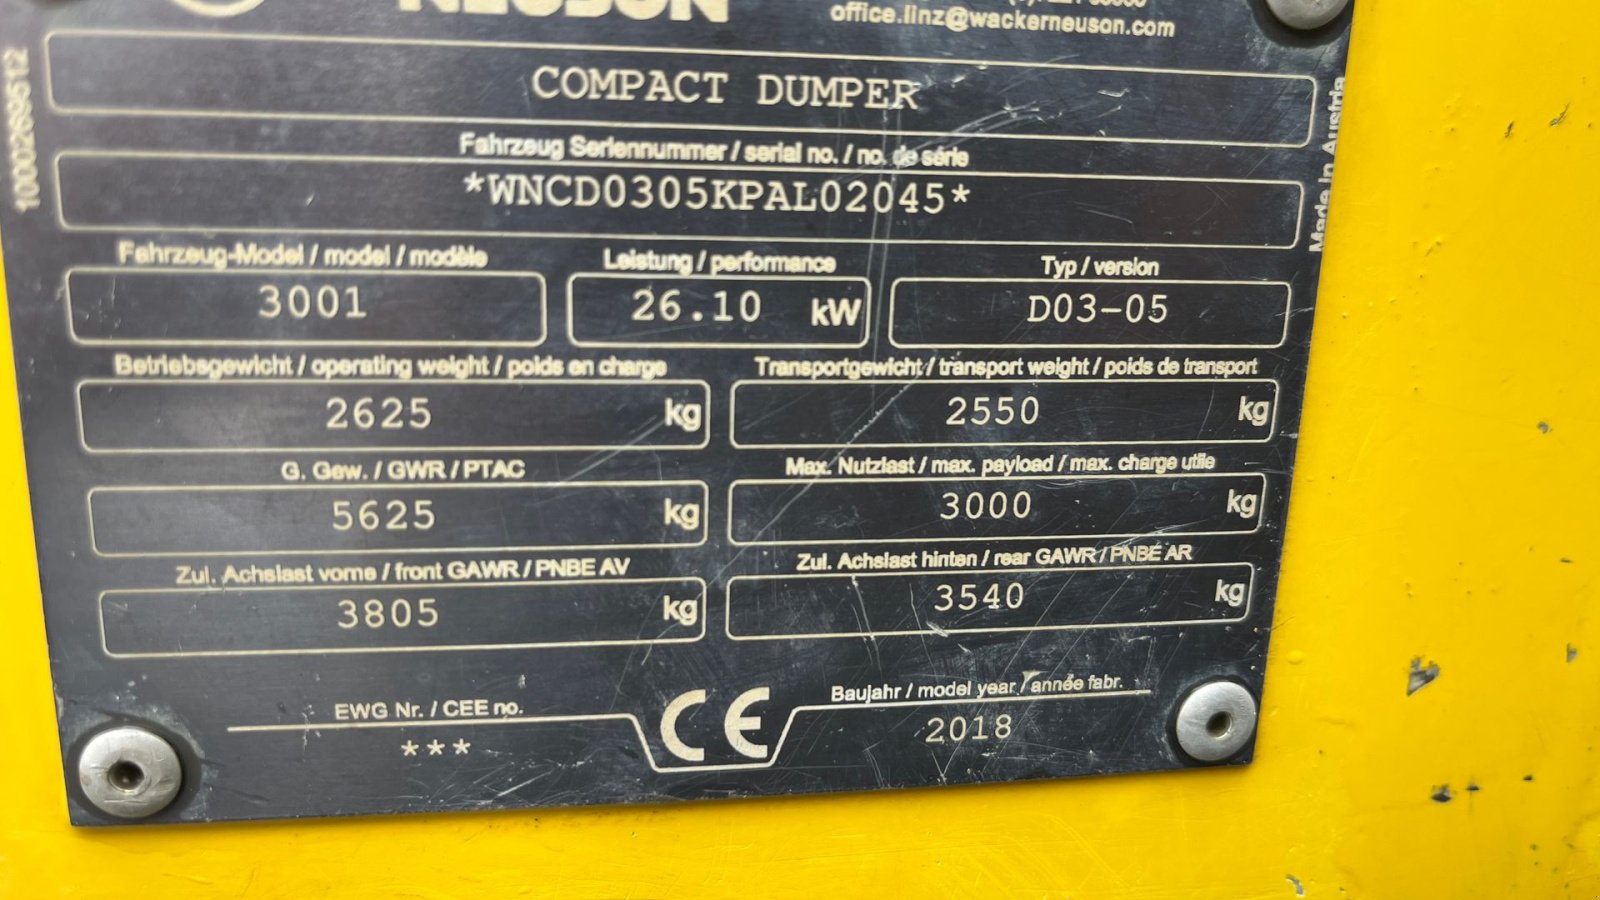 NEUSON
office.linz@wackerneuson.com
COMPACT DUMPER
Fahrzeug Seriennummer / serial no. / no. de série
*WNCD0305KPAL02045*
Fahrzeug-Model / model / modèle
Leistung / performance
Typ / version
3001
26.10 kW
D03-05
Betriebsgewicht / operating weight / poids en charge
Transportgewicht / transport weight / poids de transport
2625 kg
2550 kg
G. Gew. / GWR / PTAC
Max. Nutzlast / max. payload / max. charge utile
5625 kg
3000 kg
Zul. Achslast vorne / front GAWR / PNBE AV
Zul. Achslast hinten / rear GAWR / PNBE AR
3805 kg
3540 kg
EWG Nr. / CEE no.
***
CE
Baujahr / model year / année fabr.
2018
1000269512
Made in Austria